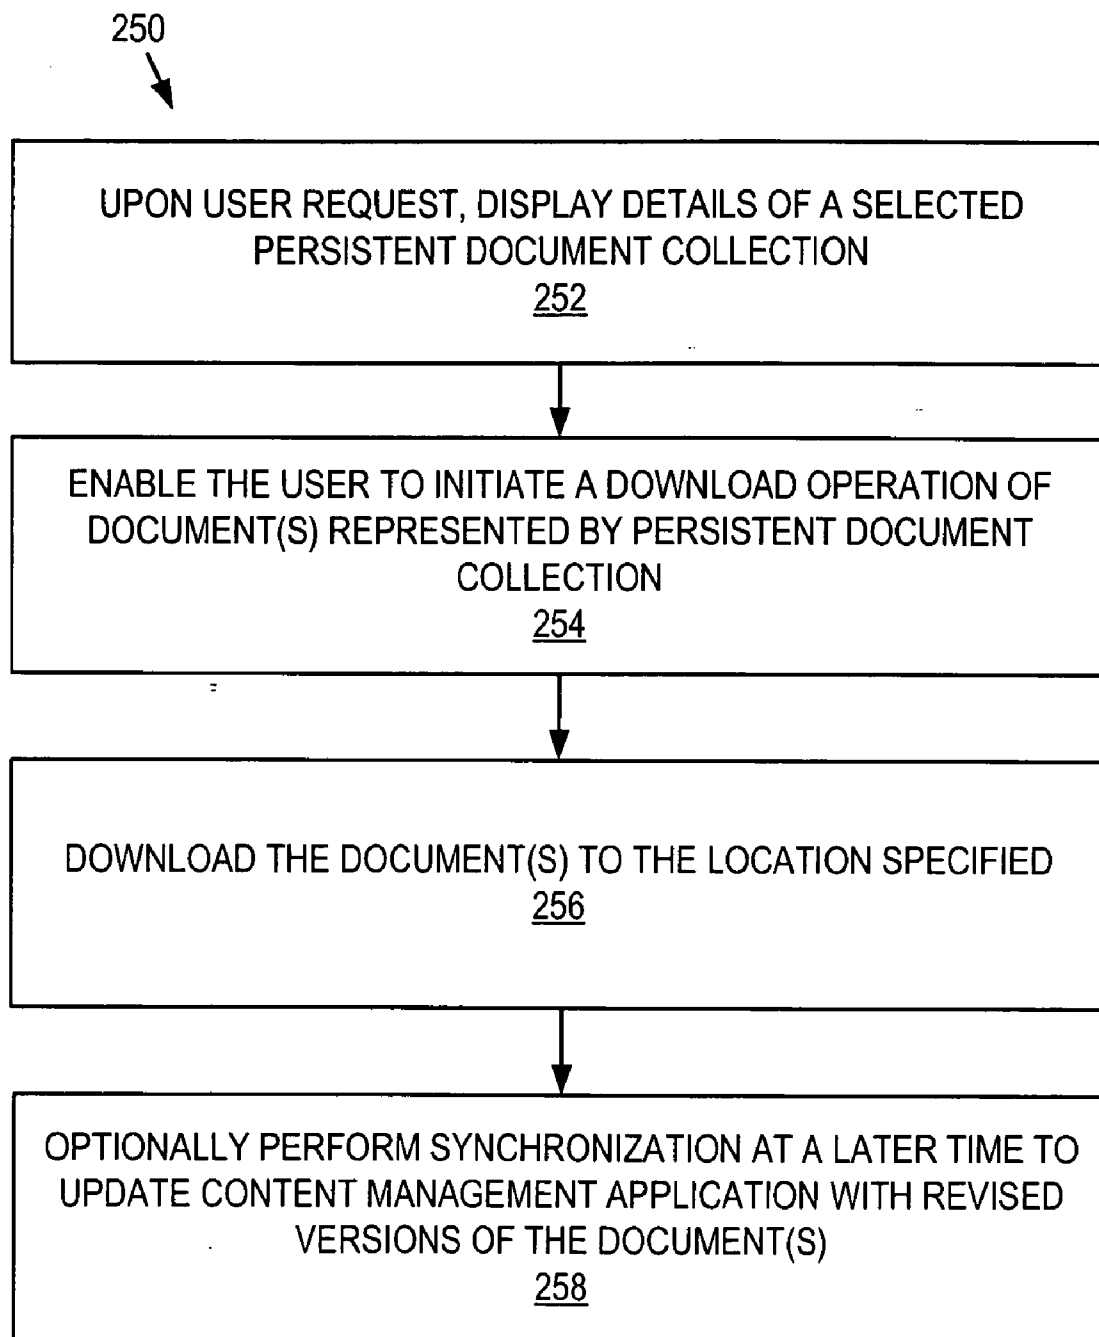 250
UPON USER REQUEST, DISPLAY DETAILS OF A SELECTED
PERSISTENT DOCUMENT COLLECTION
252
ENABLE THE USER TO INITIATE A DOWNLOAD OPERATION OF
DOCUMENT(S) REPRESENTED BY PERSISTENT DOCUMENT
COLLECTION
254
DOWNLOAD THE DOCUMENT(S) TO THE LOCATION SPECIFIED
256
OPTIONALLY PERFORM SYNCHRONIZATION AT A LATER TIME TO
UPDATE CONTENT MANAGEMENT APPLICATION WITH REVISED
VERSIONS OF THE DOCUMENT(S)
258